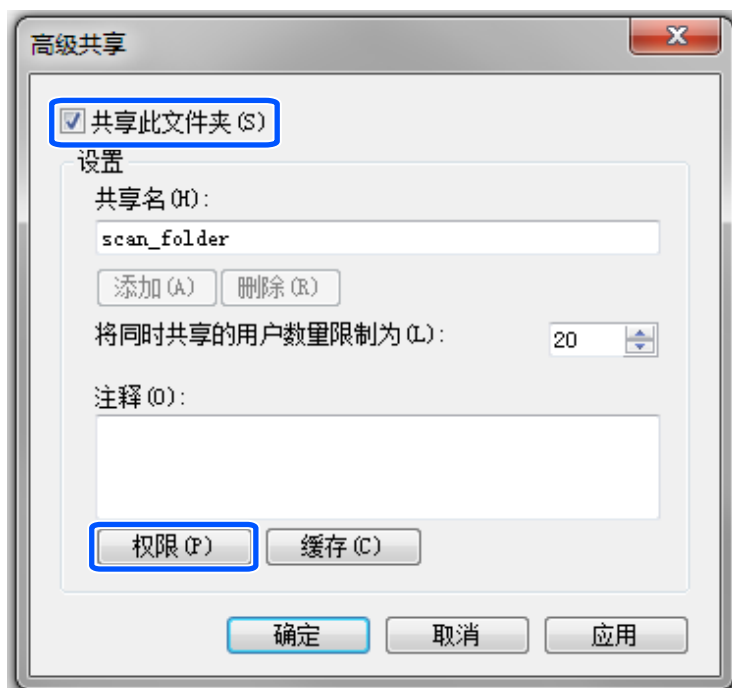 高级共享
共享此文件夹(S)
设置
共享名(H):
scan_folder
添加(A) 删除(R)
将同时共享的用户数量限制为(L): 20
注释(O):
权限(P) 缓存(C)
确定 取消 应用